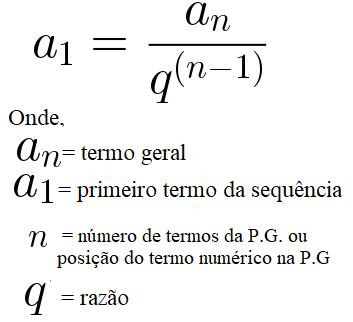 a₁ = aₙ / q⁽ⁿ⁻¹⁾
Onde,
aₙ= termo geral
a1= primeiro termo da sequência
n = número de termos da P.G. ou
posição do termo numérico na P.G
q = razão